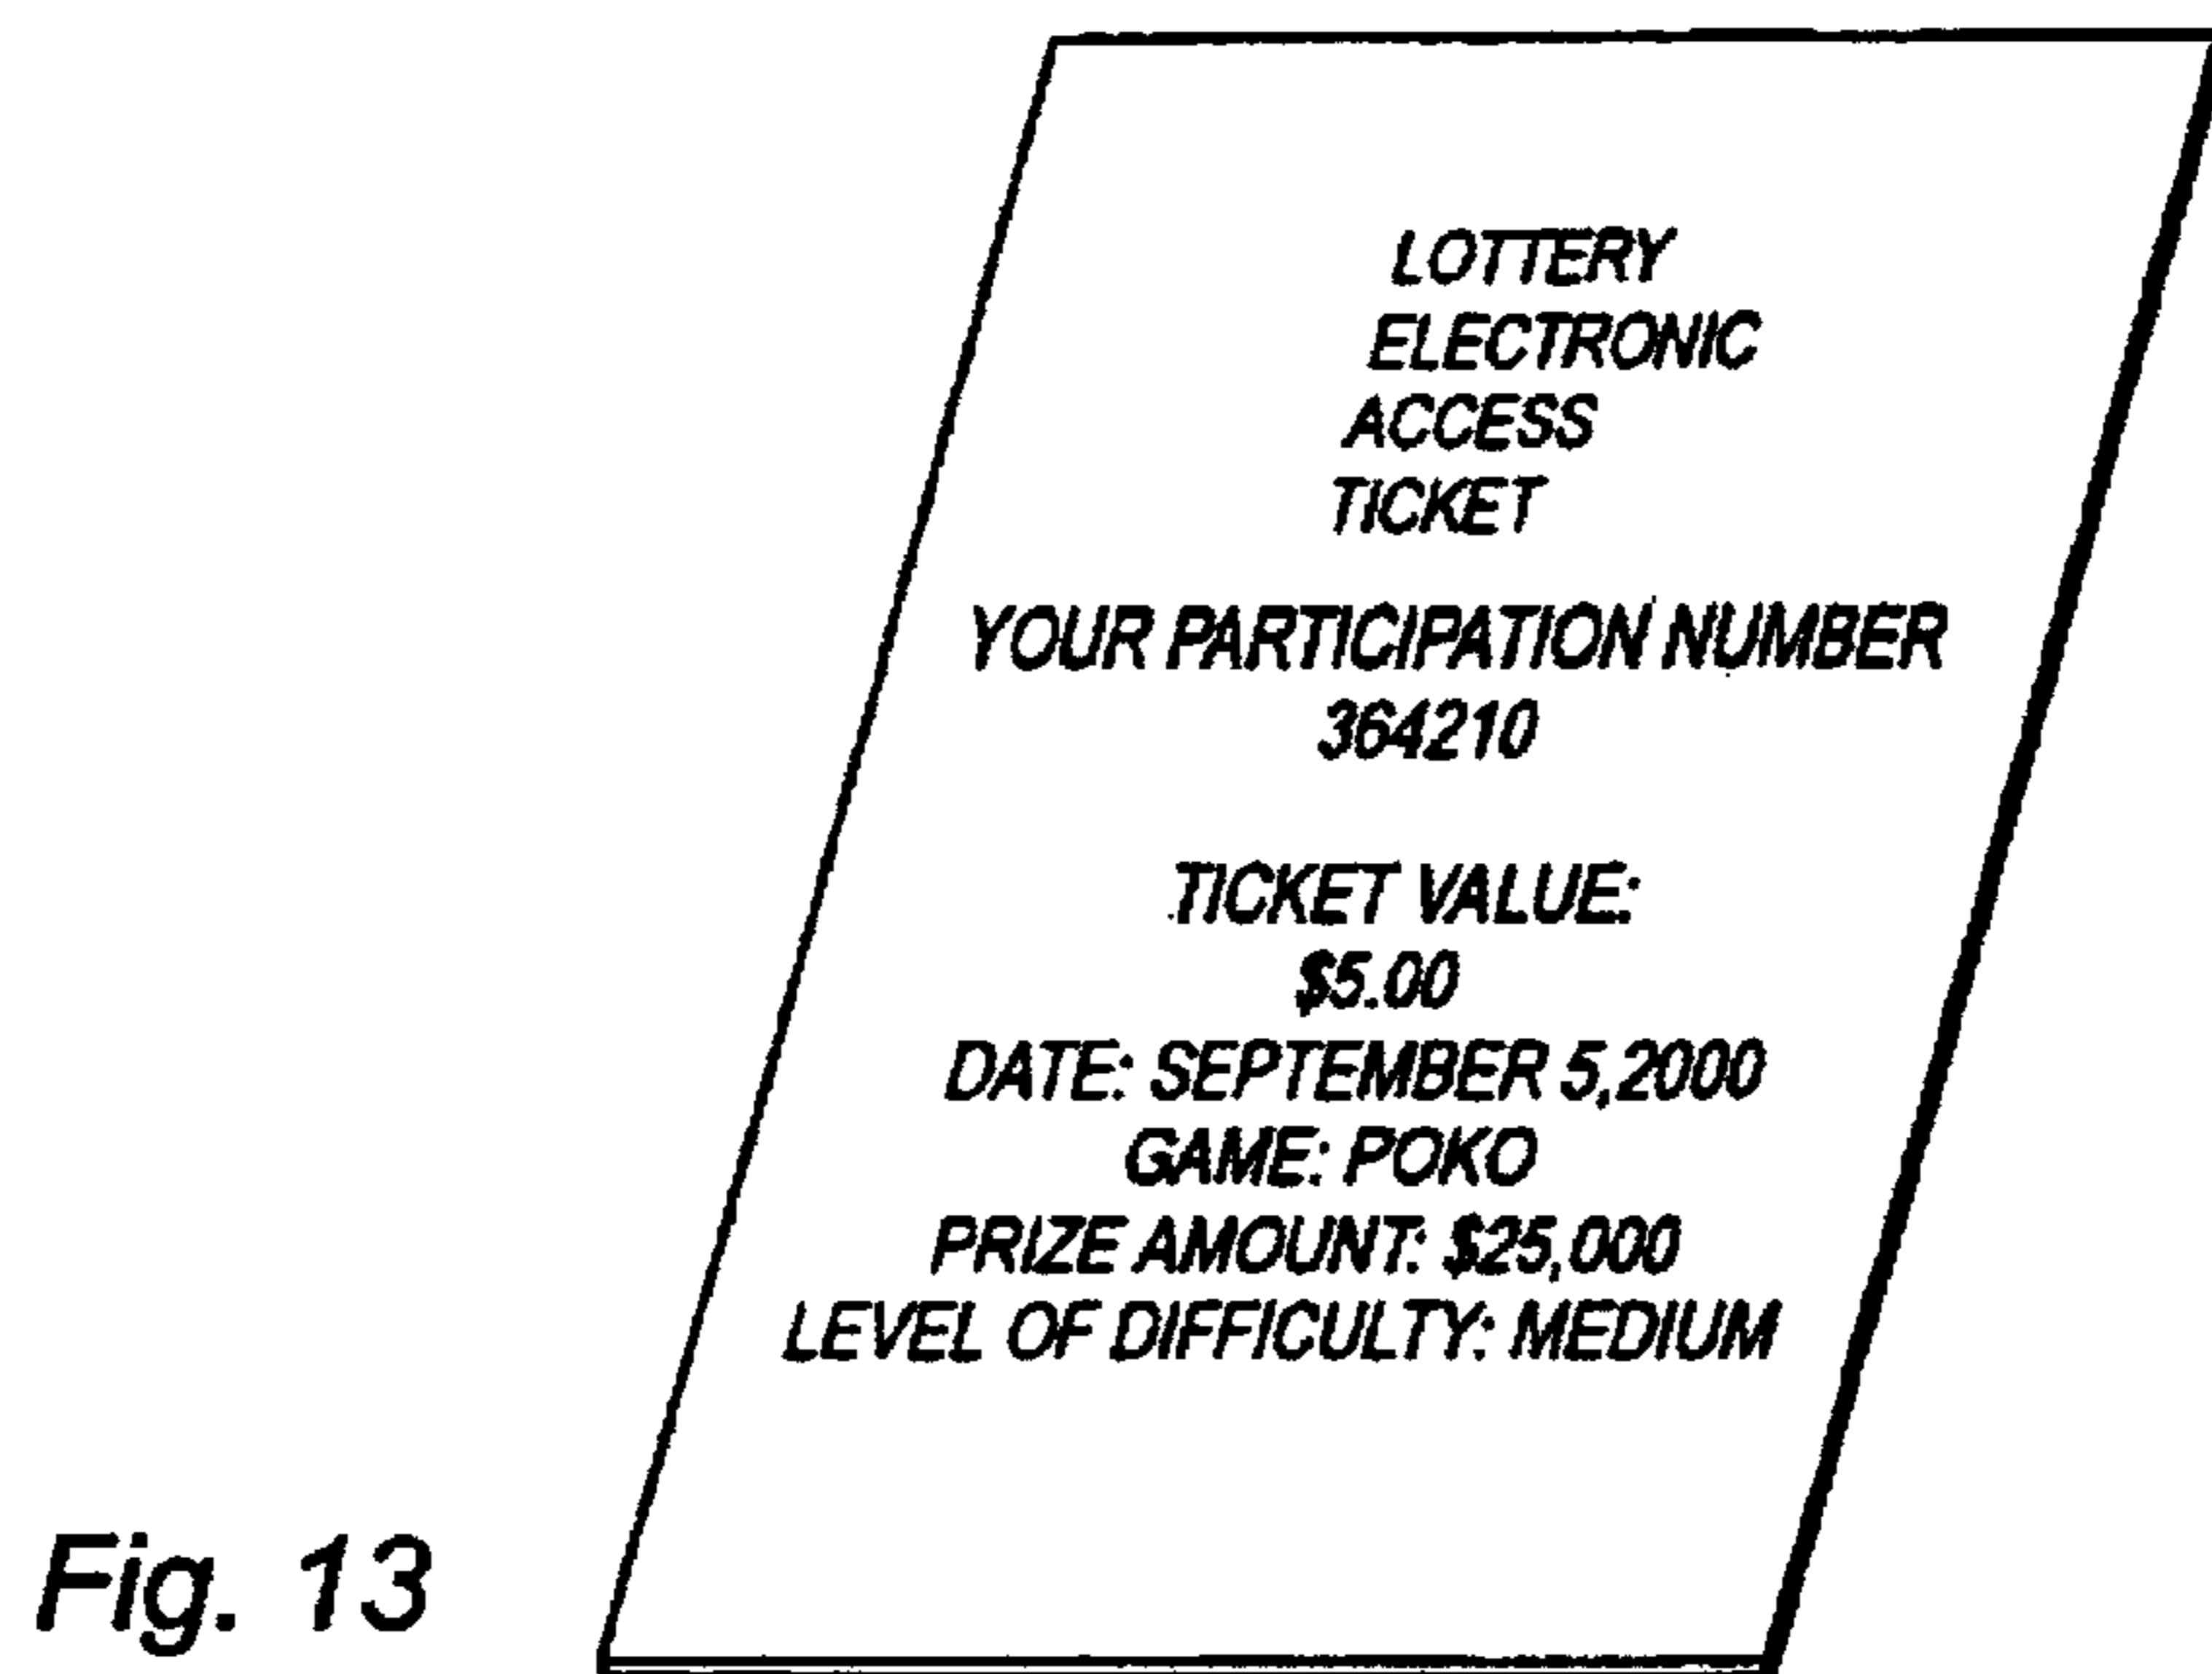 LOTTERY
ELECTRONIC
ACCESS
TICKET
YOUR PARTICIPATION NUMBER
364210
TICKET VALUE:
$5.00
DATE: SEPTEMBER 5,2000
GAME: POKO
PRIZE AMOUNT: $25,000
LEVEL OF DIFFICULTY: MEDIUM
Fig. 13